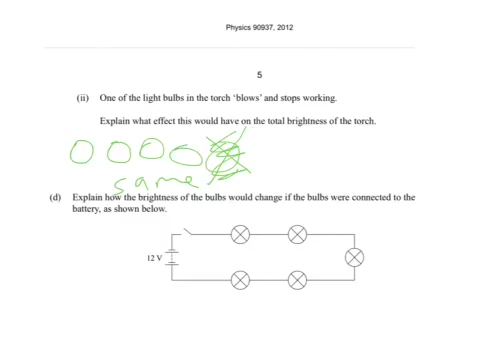 Physics 90937, 2012
5
(ii) One of the light bulbs in the torch ‘blows’ and stops working.
Explain what effect this would have on the total brightness of the torch.
same
(d) Explain how the brightness of the bulbs would change if the bulbs were connected to the
battery, as shown below.
12 V